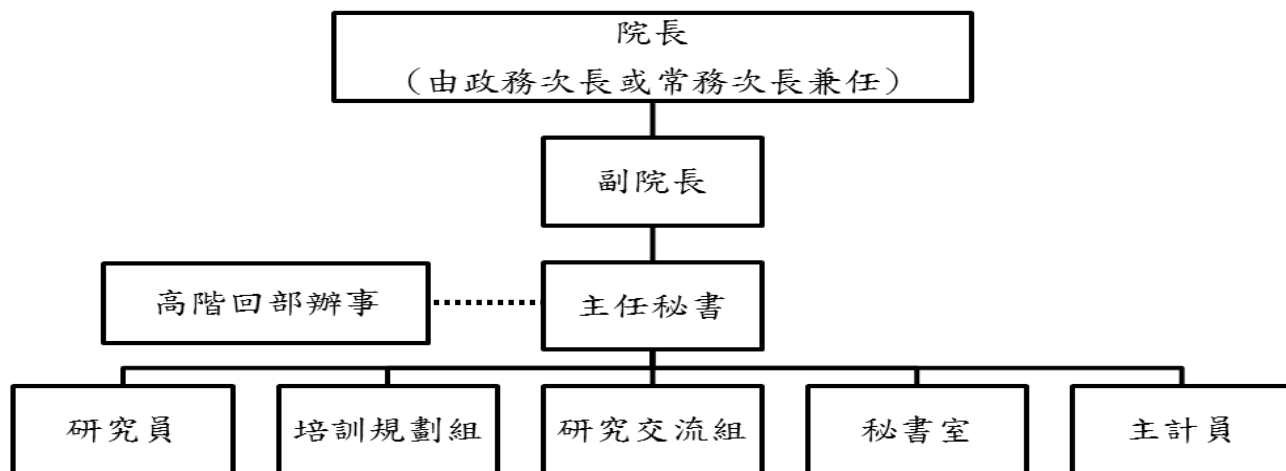 院長
（由政務次長或常務次長兼任）
副院長
高階回部辦事
主任秘書
研究員
培訓規劃組
研究交流組
秘書室
主計員